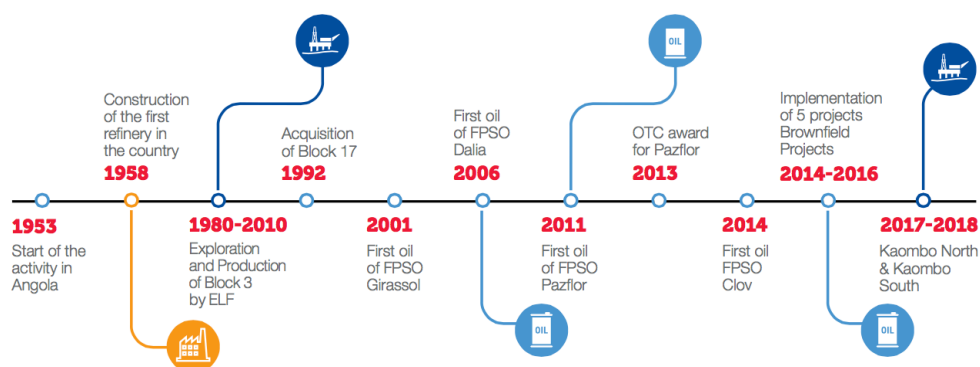 OIL
Construction
of the first
refinery in
the country
1958
Acquisition
of Block 17
1992
First oil
of FPSO
Dalia
2006
OTC award
for Pazflor
2013
Implementation
of 5 projects
Brownfield
Projects
2014-2016
1953
Start of the
activity in
Angola
1980-2010
Exploration
and Production
of Block 3
by ELF
2001
First oil
of FPSO
Girassol
2011
First oil
of FPSO
Pazflor
2014
First oil
FPSO
Clov
2017-2018
Kaombo North
& Kaombo
South
OIL
OIL